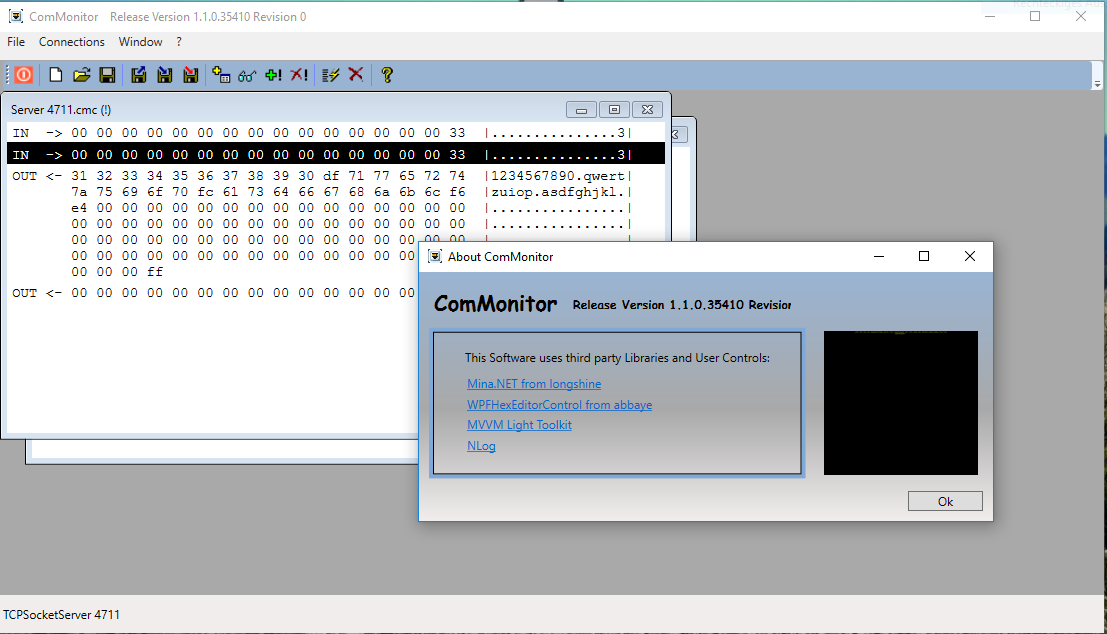 ComMonitor Release Version 1.1.0.35410 Revision 0
File Connections Window ?
Server 4711.cmc (!)
IN -> 00 00 00 00 00 00 00 00 00 00 00 00 00 00 00 33 |...............3|
IN -> 00 00 00 00 00 00 00 00 00 00 00 00 00 00 00 33 |...............3|
OUT <- 31 32 33 34 35 36 37 38 39 30 df 71 77 65 72 74 |1234567890.qwert
7a 75 69 6f 70 fc 61 73 64 66 67 68 6a 6b 6c f6 |zuiop.asdfghjkl.|
e4 00 00 00 00 00 00 00 00 00 00 00 00 00 00 00 |................|
00 00 00 00 00 00 00 00 00 00 00 00 00 00 00 00 |................|
00 00 00 00 00 00 00 00 00 00 00 00 00 00 00 00
00 00 00 00 00 00 00 00 00 00 00 00 00 00
00 00 00 ff
OUT <- 00 00 00 00 00 00 00 00 00 00 00 00 00 00
About ComMonitor
ComMonitor Release Version 1.1.0.35410 Revision
This Software uses third party Libraries and User Controls:
Mina.NET from longshine
WPFHexEditorControl from abbaye
MVVM Light Toolkit
NLog
Ok
TCPSocketServer 4711